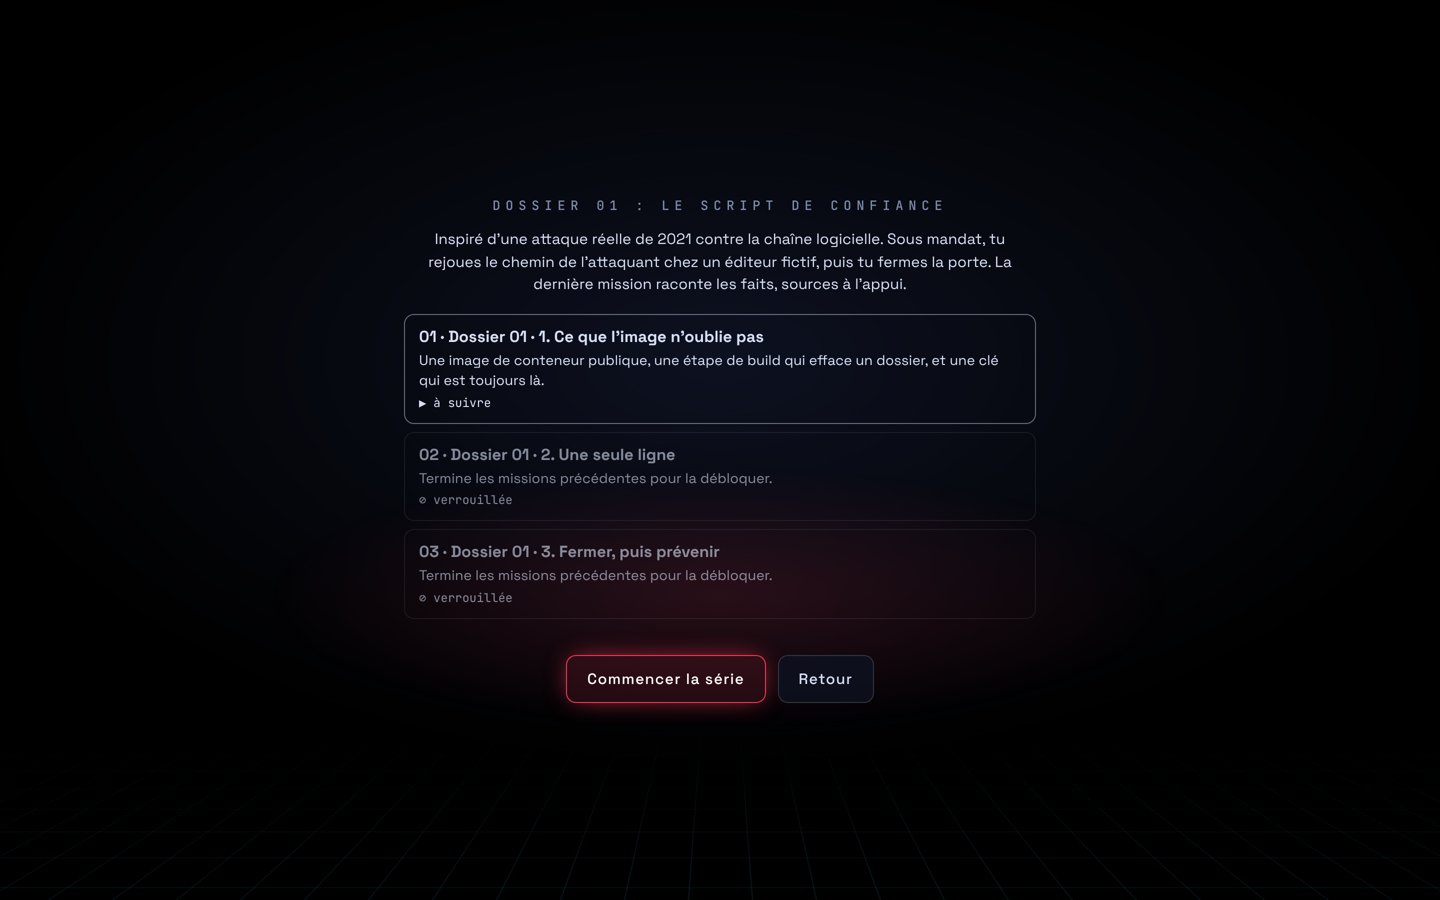 DOSSIER 01 : LE SCRIPT DE CONFIANCE
Inspiré d'une attaque réelle de 2021 contre la chaîne logicielle. Sous mandat, tu
rejoues le chemin de l'attaquant chez un éditeur fictif, puis tu fermes la porte. La
dernière mission raconte les faits, sources à l'appui.
01 · Dossier 01 · 1. Ce que l'image n'oublie pas
Une image de conteneur publique, une étape de build qui efface un dossier, et une clé
qui est toujours là.
▶ à suivre
02 · Dossier 01 · 2. Une seule ligne
Termine les missions précédentes pour la débloquer.
⊘ verrouillée
03 · Dossier 01 · 3. Fermer, puis prévenir
Termine les missions précédentes pour la débloquer.
⊘ verrouillée
Commencer la série
Retour